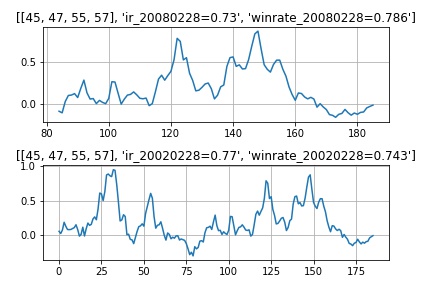 [[45, 47, 55, 57], 'ir_20080228=0.73', 'winrate_20080228=0.786']
0.5
0.0
80 100 120 140 160 180
[[45, 47, 55, 57], 'ir_20020228=0.77', 'winrate_20020228=0.743']
1.0
0.5
0.0
0 25 50 75 100 125 150 175